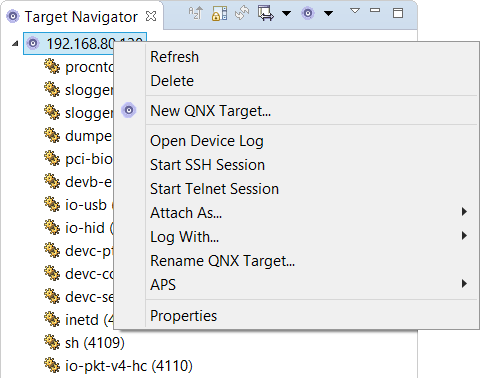 Target Navigator
192.168.80.130
Refresh
Delete
New QNX Target...
Open Device Log
Start SSH Session
Start Telnet Session
Attach As...
Log With...
Rename QNX Target...
APS
Properties
procnto
slogger
slogger
dumpe
pci-bio
devb-e
io-usb (
io-hid (
devc-pt
devc-co
devc-se
inetd (4
sh (4109)
io-pkt-v4-hc (4110)